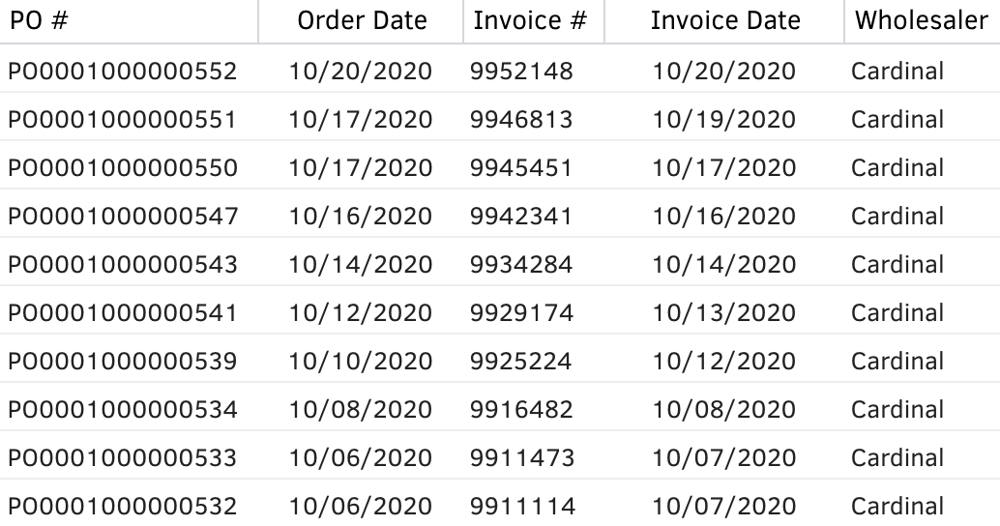 PO # Order Date Invoice # Invoice Date Wholesaler
PO0001000000552 10/20/2020 9952148 10/20/2020 Cardinal
PO0001000000551 10/17/2020 9946813 10/19/2020 Cardinal
PO0001000000550 10/17/2020 9945451 10/17/2020 Cardinal
PO0001000000547 10/16/2020 9942341 10/16/2020 Cardinal
PO0001000000543 10/14/2020 9934284 10/14/2020 Cardinal
PO0001000000541 10/12/2020 9929174 10/13/2020 Cardinal
PO0001000000539 10/10/2020 9925224 10/12/2020 Cardinal
PO0001000000534 10/08/2020 9916482 10/08/2020 Cardinal
PO0001000000533 10/06/2020 9911473 10/07/2020 Cardinal
PO0001000000532 10/06/2020 9911114 10/07/2020 Cardinal